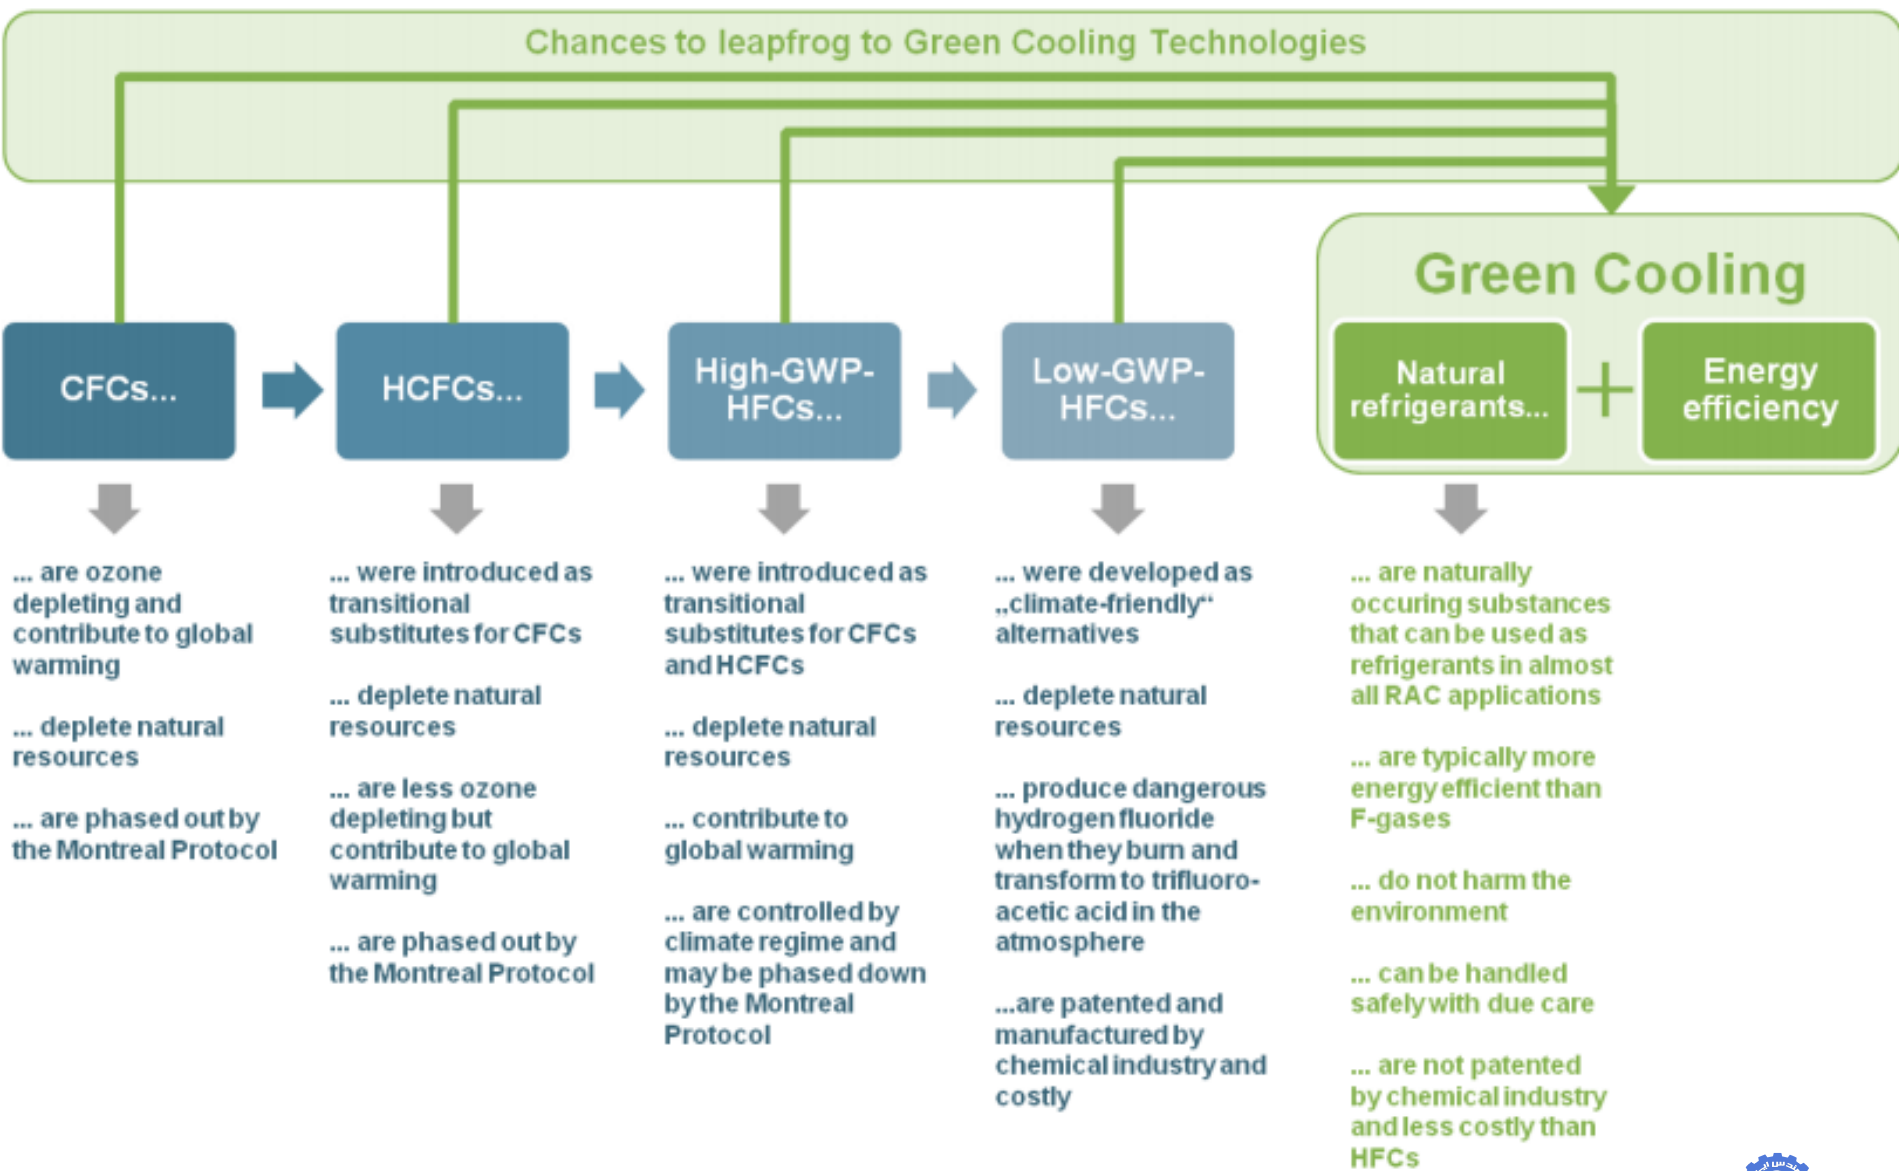 Chances to leapfrog to Green Cooling Technologies
Green Cooling
CFCs...
HCFCs...
High-GWP-
HFCs...
Low-GWP-
HFCs...
Natural
refrigerants...
+
Energy
efficiency
... are ozone
depleting and
contribute to global
warming
... deplete natural
resources
... are phased out by
the Montreal Protocol
... were introduced as
transitional
substitutes for CFCs
... deplete natural
resources
... are less ozone
depleting but
contribute to global
warming
... are phased out by
the Montreal Protocol
... were introduced as
transitional
substitutes for CFCs
and HCFCs
... deplete natural
resources
... contribute to
global warming
... are controlled by
climate regime and
may be phased down
by the Montreal
Protocol
... were developed as
„climate-friendly“
alternatives
... deplete natural
resources
... produce dangerous
hydrogen fluoride
when they burn and
transform to trifluoro-
acetic acid in the
atmosphere
...are patented and
manufactured by
chemical industry and
costly
... are naturally
occuring substances
that can be used as
refrigerants in almost
all RAC applications
... are typically more
energy efficient than
F-gases
... do not harm the
environment
... can be handled
safely with due care
... are not patented
by chemical industry
and less costly than
HFCs